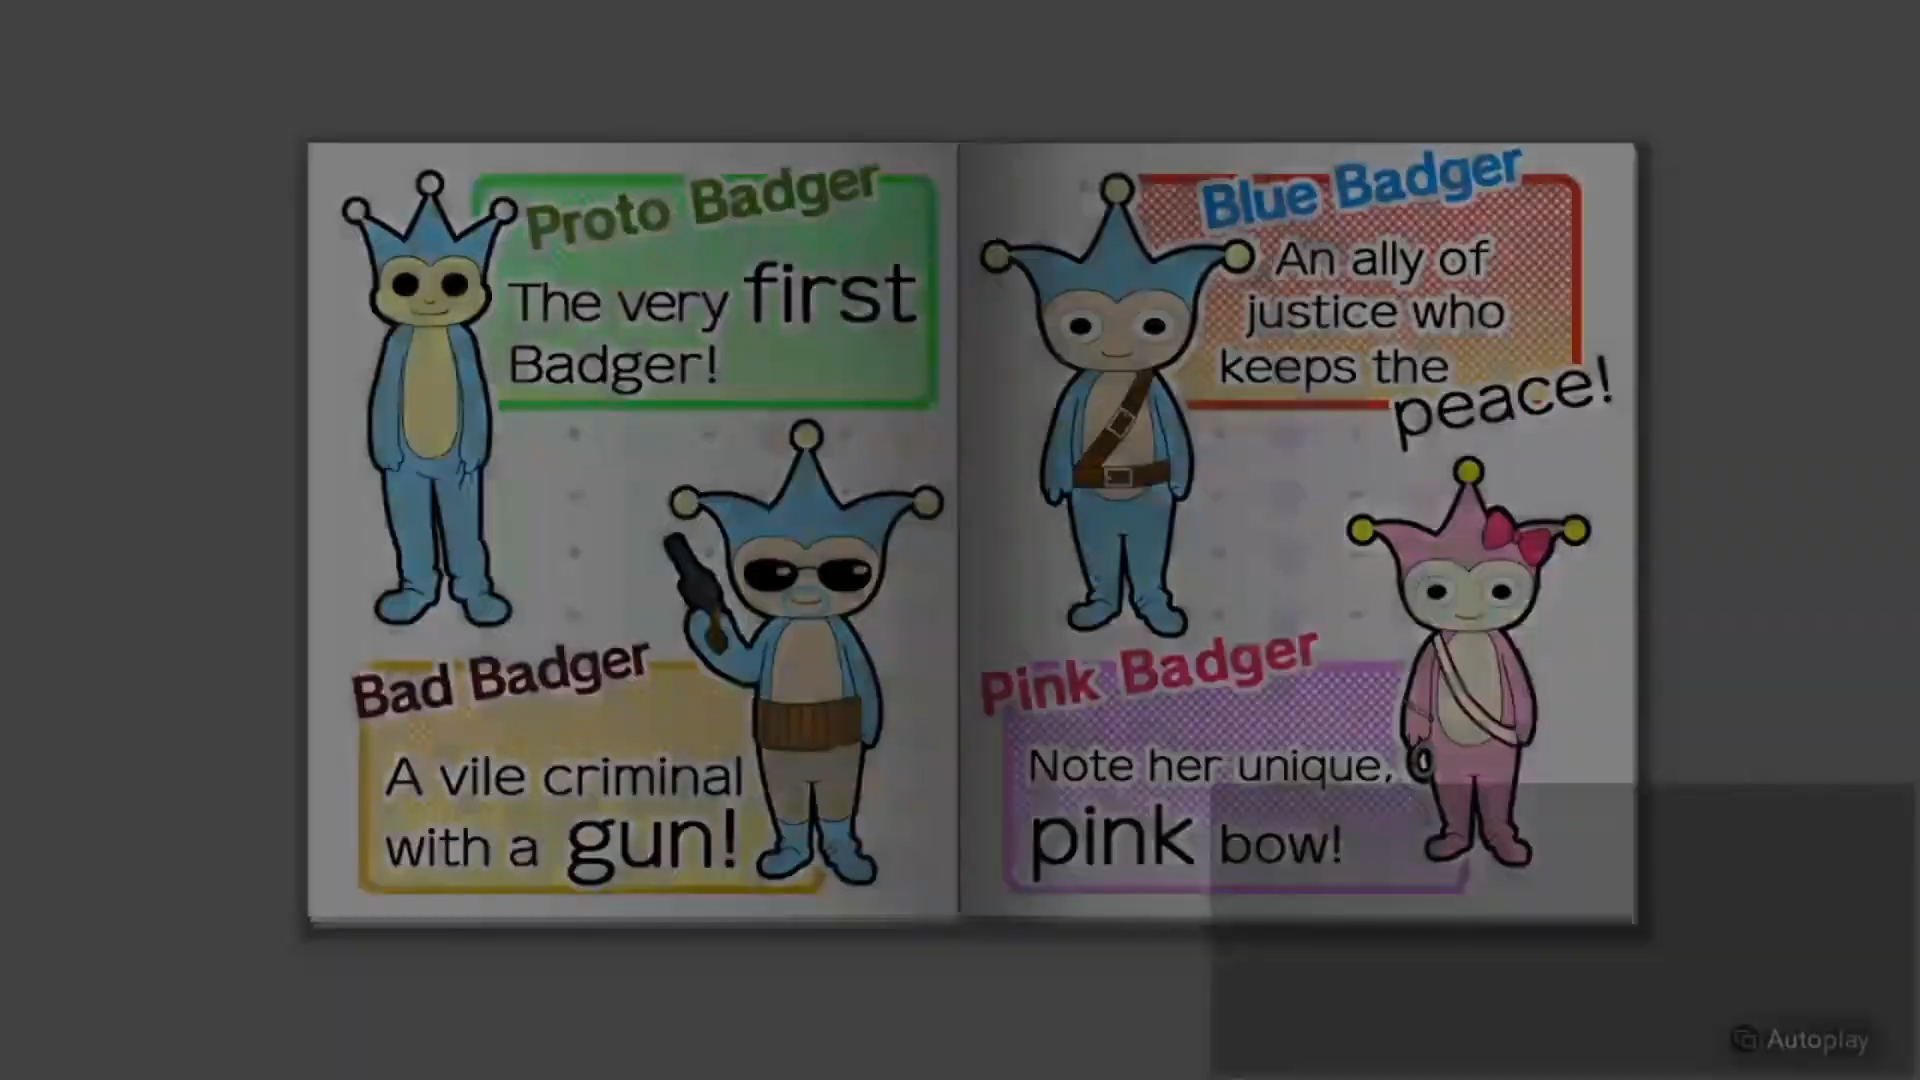 Proto Badger
The very first
Badger!
Bad Badger
A vile criminal
with a gun!
Blue Badger
An ally of
justice who
keeps the
peace!
Pink Badger
Note her unique,
pink bow!
Autoplay